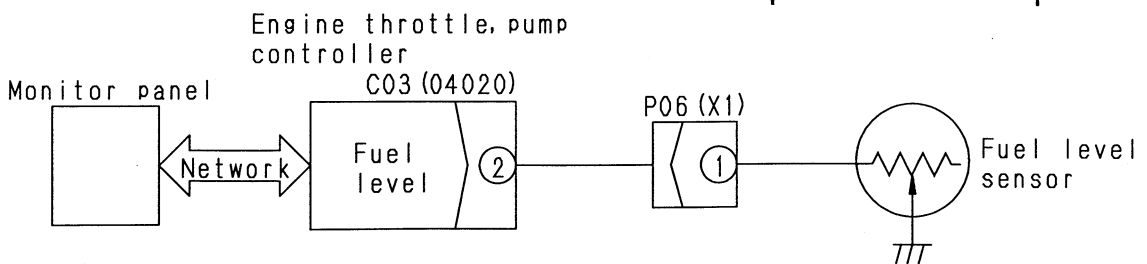 Engine throttle, pump
controller
C03 (04020)
Monitor panel
P06 (X1)
Network
Fuel
level
2
1
Fuel level
sensor